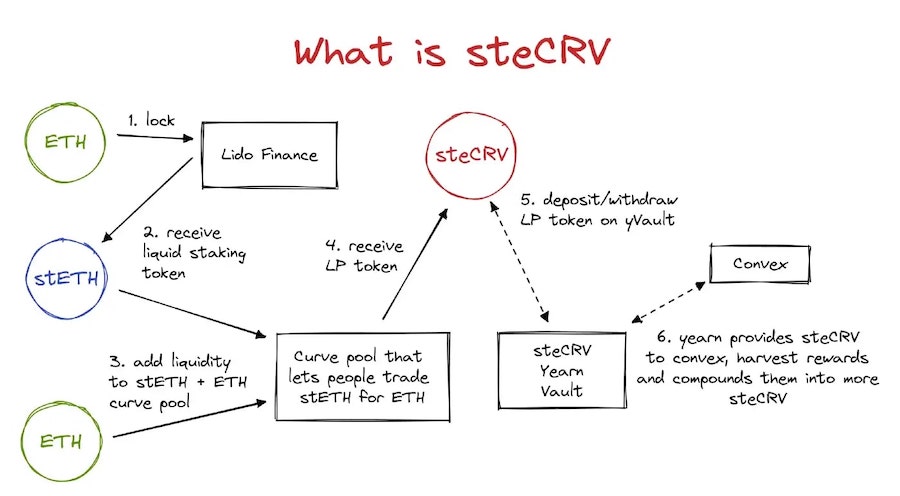 What is steCRV
ETH
1. lock
Lido Finance
2. receive
liquid staking
token
stETH
3. add liquidity
to stETH + ETH
curve pool
ETH
Curve pool that
lets people trade
stETH for ETH
4. receive
LP token
steCRV
5. deposit/withdraw
LP token on yVault
steCRV
Yearn
Vault
Convex
6. yearn provides steCRV
to convex, harvest rewards
and compounds them into more
steCRV